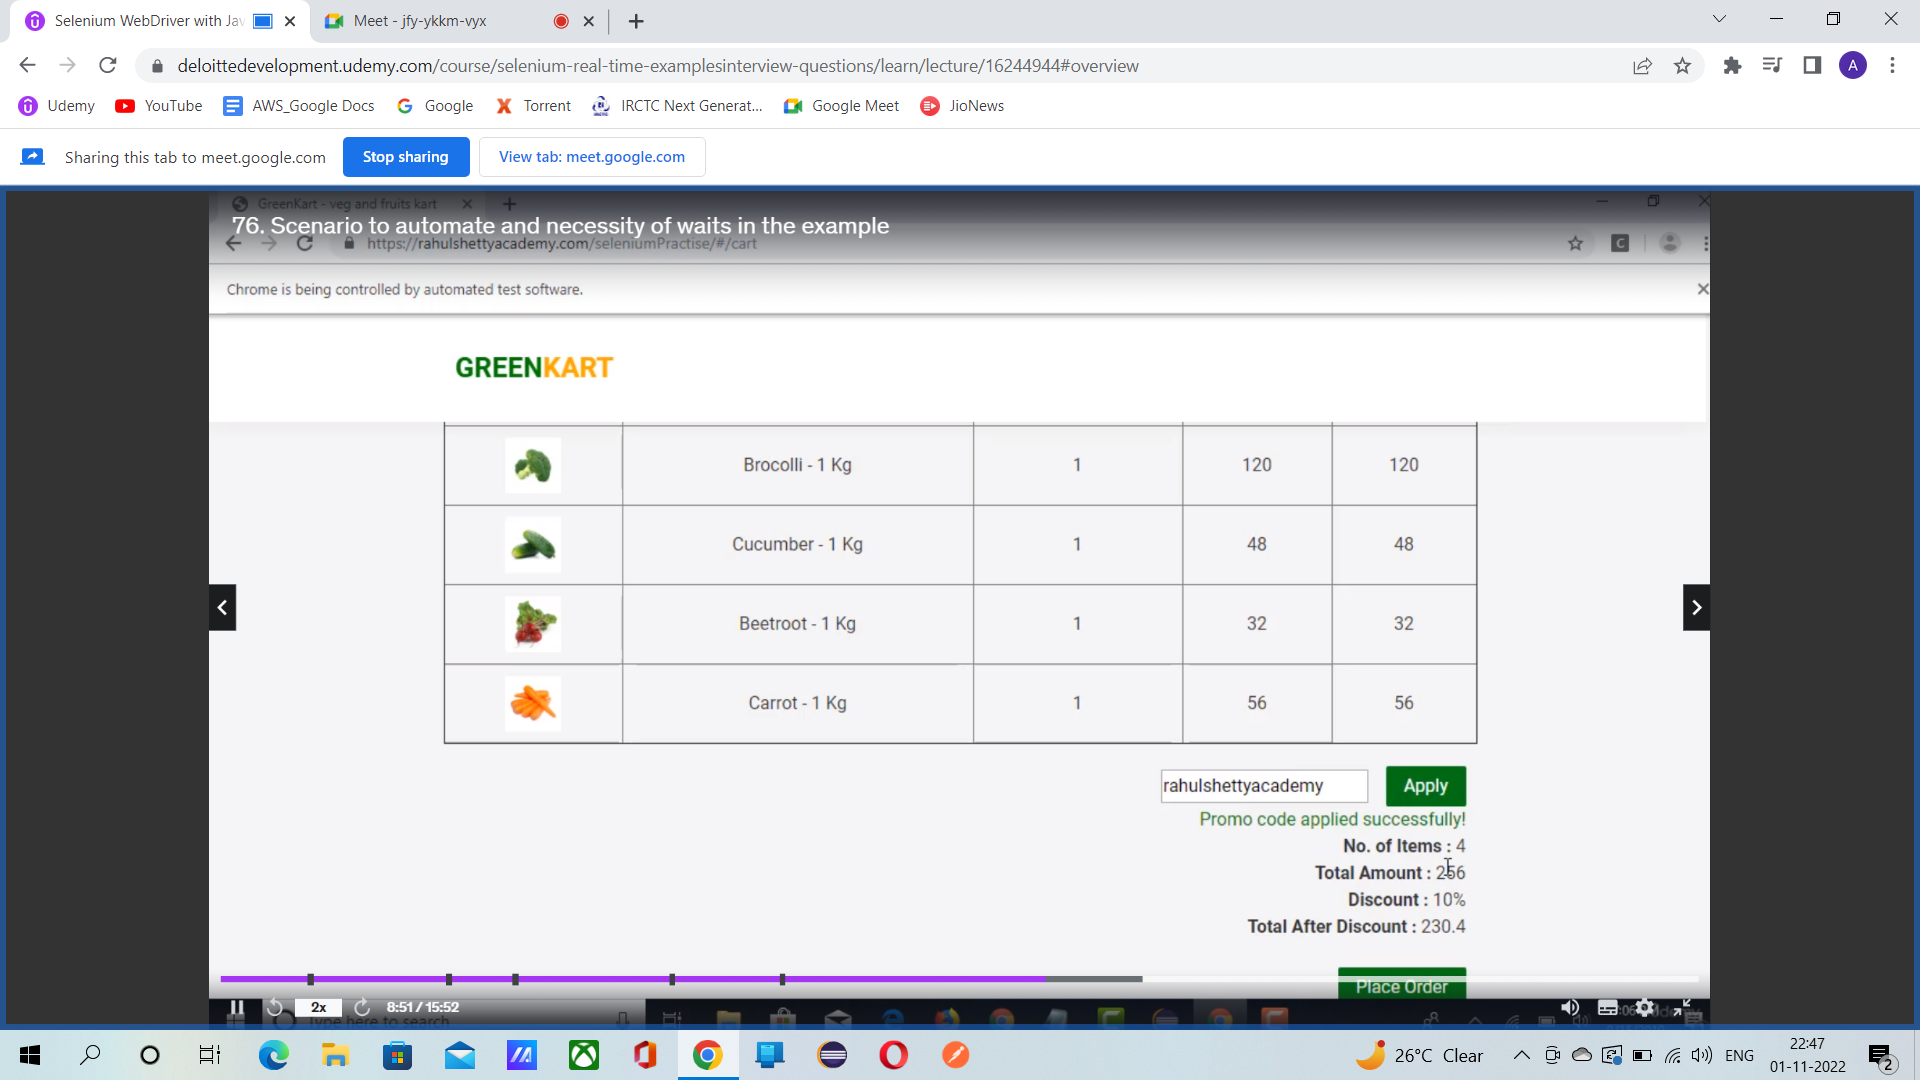 Selenium WebDriver with Jav
Meet - jfy-ykkm-vyx
deloittedevelopment.udemy.com/course/selenium-real-time-examplesinterview-questions/learn/lecture/16244944#overview
A
Udemy
YouTube
AWS_Google Docs
Google
Torrent
IRCTC Next Generat...
Google Meet
JioNews
Sharing this tab to meet.google.com
Stop sharing
View tab: meet.google.com
GreenKart - veg and fruits kart
76. Scenario to automate and necessity of waits in the example
https://rahulshettyacademy.com/seleniumPractise/#/cart
Chrome is being controlled by automated test software.
GREENKART
Brocolli - 1 Kg 1 120 120
Cucumber - 1 Kg 1 48 48
Beetroot - 1 Kg 1 32 32
Carrot - 1 Kg 1 56 56
rahulshettyacademy Apply
Promo code applied successfully!
No. of Items : 4
Total Amount : 256
Discount : 10%
Total After Discount : 230.4
Place Order
2x 8:51 / 15:52
Type here to search
26°C Clear
ENG
22:47
01-11-2022
2